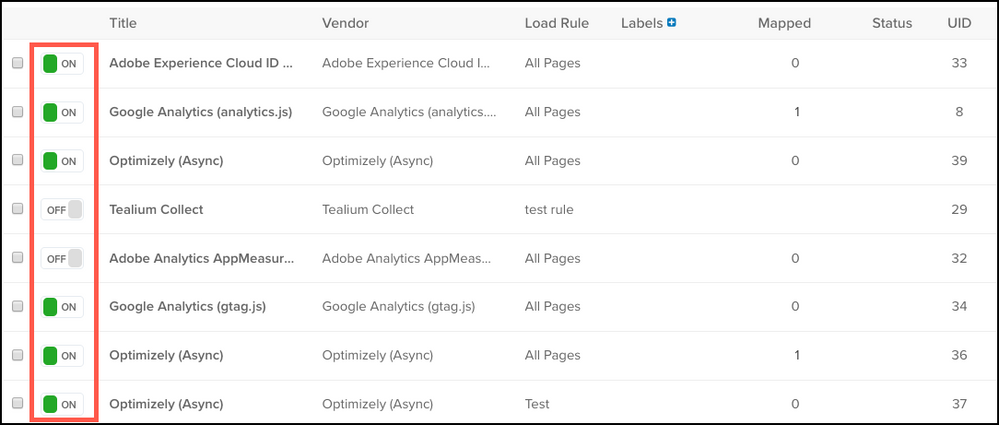 Title Vendor Load Rule Labels Mapped Status UID
ON Adobe Experience Cloud ID ... Adobe Experience Cloud I... All Pages 0 33
ON Google Analytics (analytics.js) Google Analytics (analytics.... All Pages 1 8
ON Optimizely (Async) Optimizely (Async) All Pages 0 39
OFF Tealium Collect Tealium Collect test rule 29
OFF Adobe Analytics AppMeasur... Adobe Analytics AppMeas... All Pages 0 32
ON Google Analytics (gtag.js) Google Analytics (gtag.js) All Pages 0 34
ON Optimizely (Async) Optimizely (Async) All Pages 1 36
ON Optimizely (Async) Optimizely (Async) Test 0 37